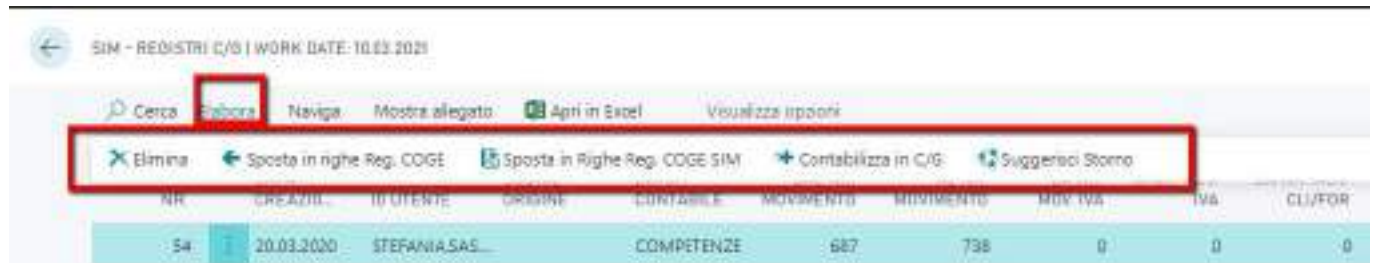 SIM - REGISTRI C/G | WORK DATE: 10.03.2021
Cerca Elabora Naviga Mostra allegato Apri in Excel Visualizza opzioni
Elimina Sposta in righe Reg. COGE Sposta in Righe Reg. COGE SIM Contabilizza in C/G Suggerisci Storno
NR. CREAZIO... ID UTENTE ORIGINE CONTABILE MOVIMENTO MOVIMENTO MOV. IVA IVA CLI/FOR
54 20.03.2020 STEFANIA.SAS... COMPETENZE 687 738 0 0 0